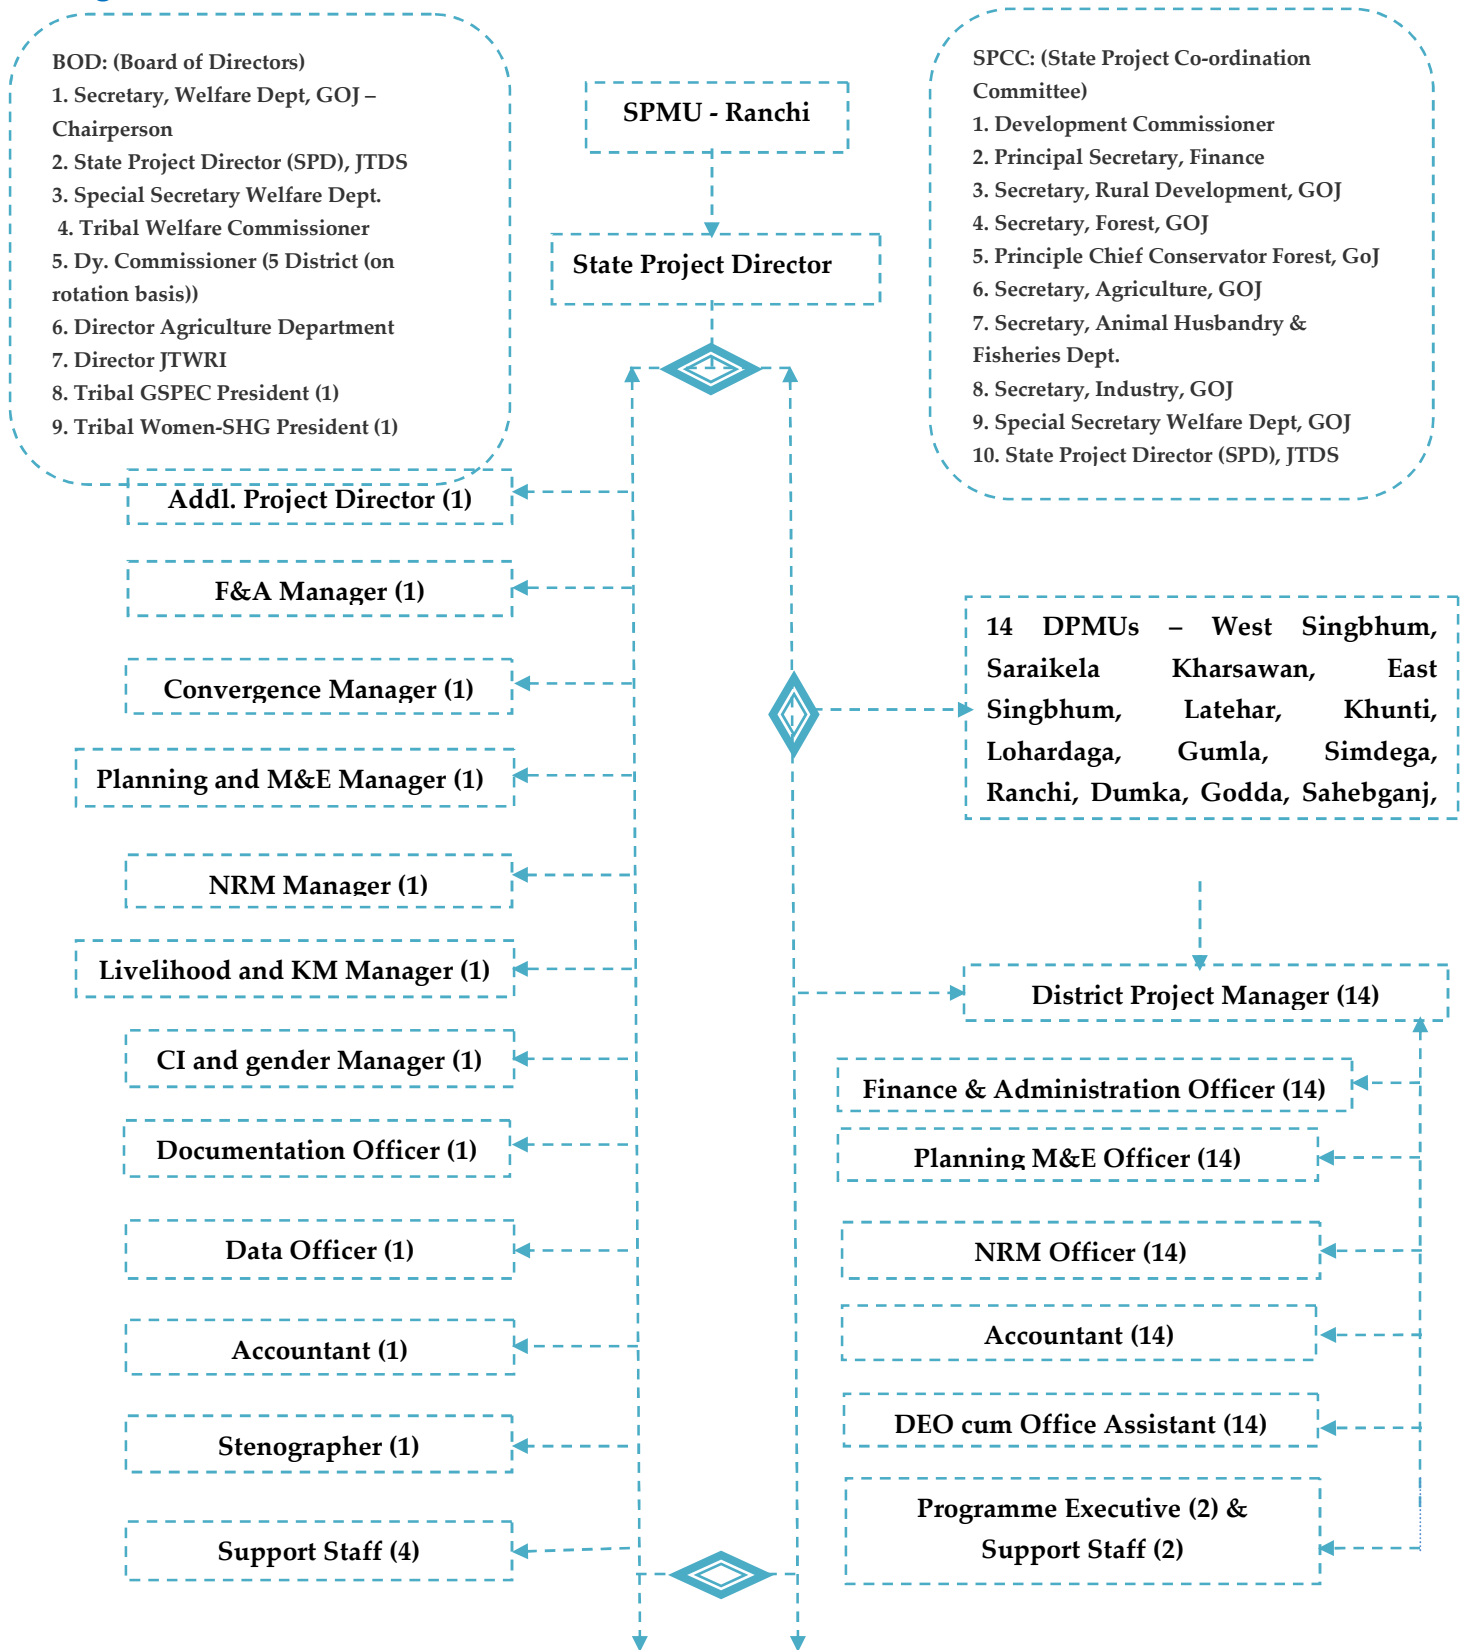 BOD: (Board of Directors)
1. Secretary, Welfare Dept, GOJ –
Chairperson
2. State Project Director (SPD), JTDS
3. Special Secretary Welfare Dept.
4. Tribal Welfare Commissioner
5. Dy. Commissioner (5 District (on
rotation basis))
6. Director Agriculture Department
7. Director JTWRI
8. Tribal GSPEC President (1)
9. Tribal Women-SHG President (1)
SPMU - Ranchi
State Project Director
SPCC: (State Project Co-ordination
Committee)
1. Development Commissioner
2. Principal Secretary, Finance
3. Secretary, Rural Development, GOJ
4. Secretary, Forest, GOJ
5. Principle Chief Conservator Forest, GoJ
6. Secretary, Agriculture, GOJ
7. Secretary, Animal Husbandry &
Fisheries Dept.
8. Secretary, Industry, GOJ
9. Special Secretary Welfare Dept, GOJ
10. State Project Director (SPD), JTDS
Addl. Project Director (1)
F&A Manager (1)
Convergence Manager (1)
Planning and M&E Manager (1)
NRM Manager (1)
Livelihood and KM Manager (1)
CI and gender Manager (1)
Documentation Officer (1)
Data Officer (1)
Accountant (1)
Stenographer (1)
Support Staff (4)
14 DPMUs – West Singbhum,
Saraikela Kharsawan, East
Singbhum, Latehar, Khunti,
Lohardaga, Gumla, Simdega,
Ranchi, Dumka, Godda, Sahebganj,
District Project Manager (14)
Finance & Administration Officer (14)
Planning M&E Officer (14)
NRM Officer (14)
Accountant (14)
DEO cum Office Assistant (14)
Programme Executive (2) &
Support Staff (2)